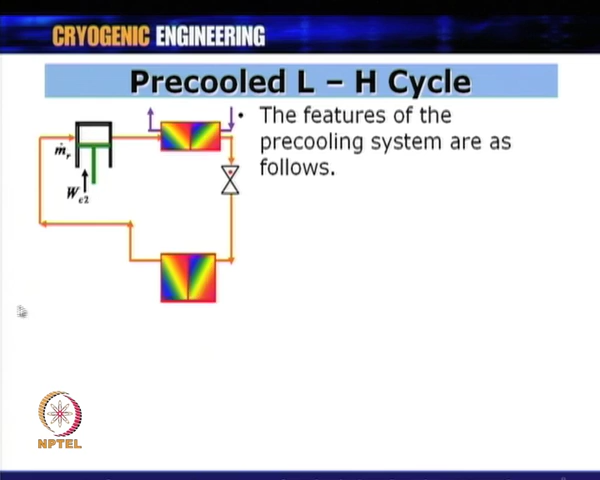 CRYOGENIC ENGINEERING
Precooled L – H Cycle
• The features of the
precooling system are as
follows.
ṁr
Wc2
NPTEL